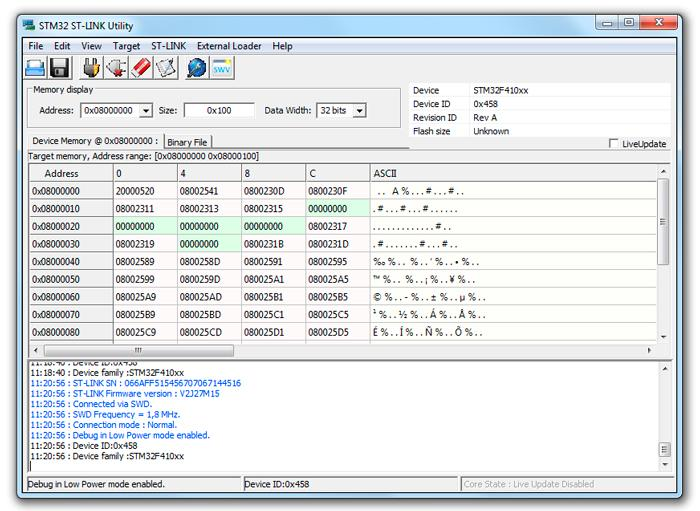 STM32 ST-LINK Utility
File Edit View Target ST-LINK External Loader Help
SWV
Memory display
Address: 0x08000000 Size: 0x100 Data Width: 32 bits
Device STM32F410xx
Device ID 0x458
Revision ID Rev A
Flash size Unknown
LiveUpdate
Device Memory @ 0x08000000 : Binary File
Target memory, Address range: [0x08000000 0x08000100]
Address 0 4 8 C ASCII
0x08000000 20000520 08002541 0800230D 0800230F .. A%...#...#..
0x08000010 08002311 08002313 08002315 00000000 .#...#...#......
0x08000020 00000000 00000000 00000000 08002317 .............#..
0x08000030 08002319 00000000 0800231B 0800231D .#.......#...#..
0x08000040 08002589 0800258D 08002591 08002595 ‰%..%..‘%..•%..
0x08000050 08002599 0800259D 080025A1 080025A5 ™%..%..¡%..¥%..
0x08000060 080025A9 080025AD 080025B1 080025B5 ©%..-%..±%..µ%..
0x08000070 080025B9 080025BD 080025C1 080025C5 ¹%..½%..Á%..Å%..
0x08000080 080025C9 080025CD 080025D1 080025D5 É%..Í%..Ñ%..Õ%..
11:18:40 : Device ID:0x458
11:18:40 : Device family :STM32F410xx
11:20:56 : ST-LINK SN : 066AFF515456707067144516
11:20:56 : ST-LINK Firmware version : V2J27M15
11:20:56 : Connected via SWD.
11:20:56 : SWD Frequency = 1,8 MHz.
11:20:56 : Connection mode : Normal.
11:20:56 : Debug in Low Power mode enabled.
11:20:56 : Device ID:0x458
11:20:56 : Device family :STM32F410xx
Debug in Low Power mode enabled. Device ID:0x458 Core State : Live Update Disabled